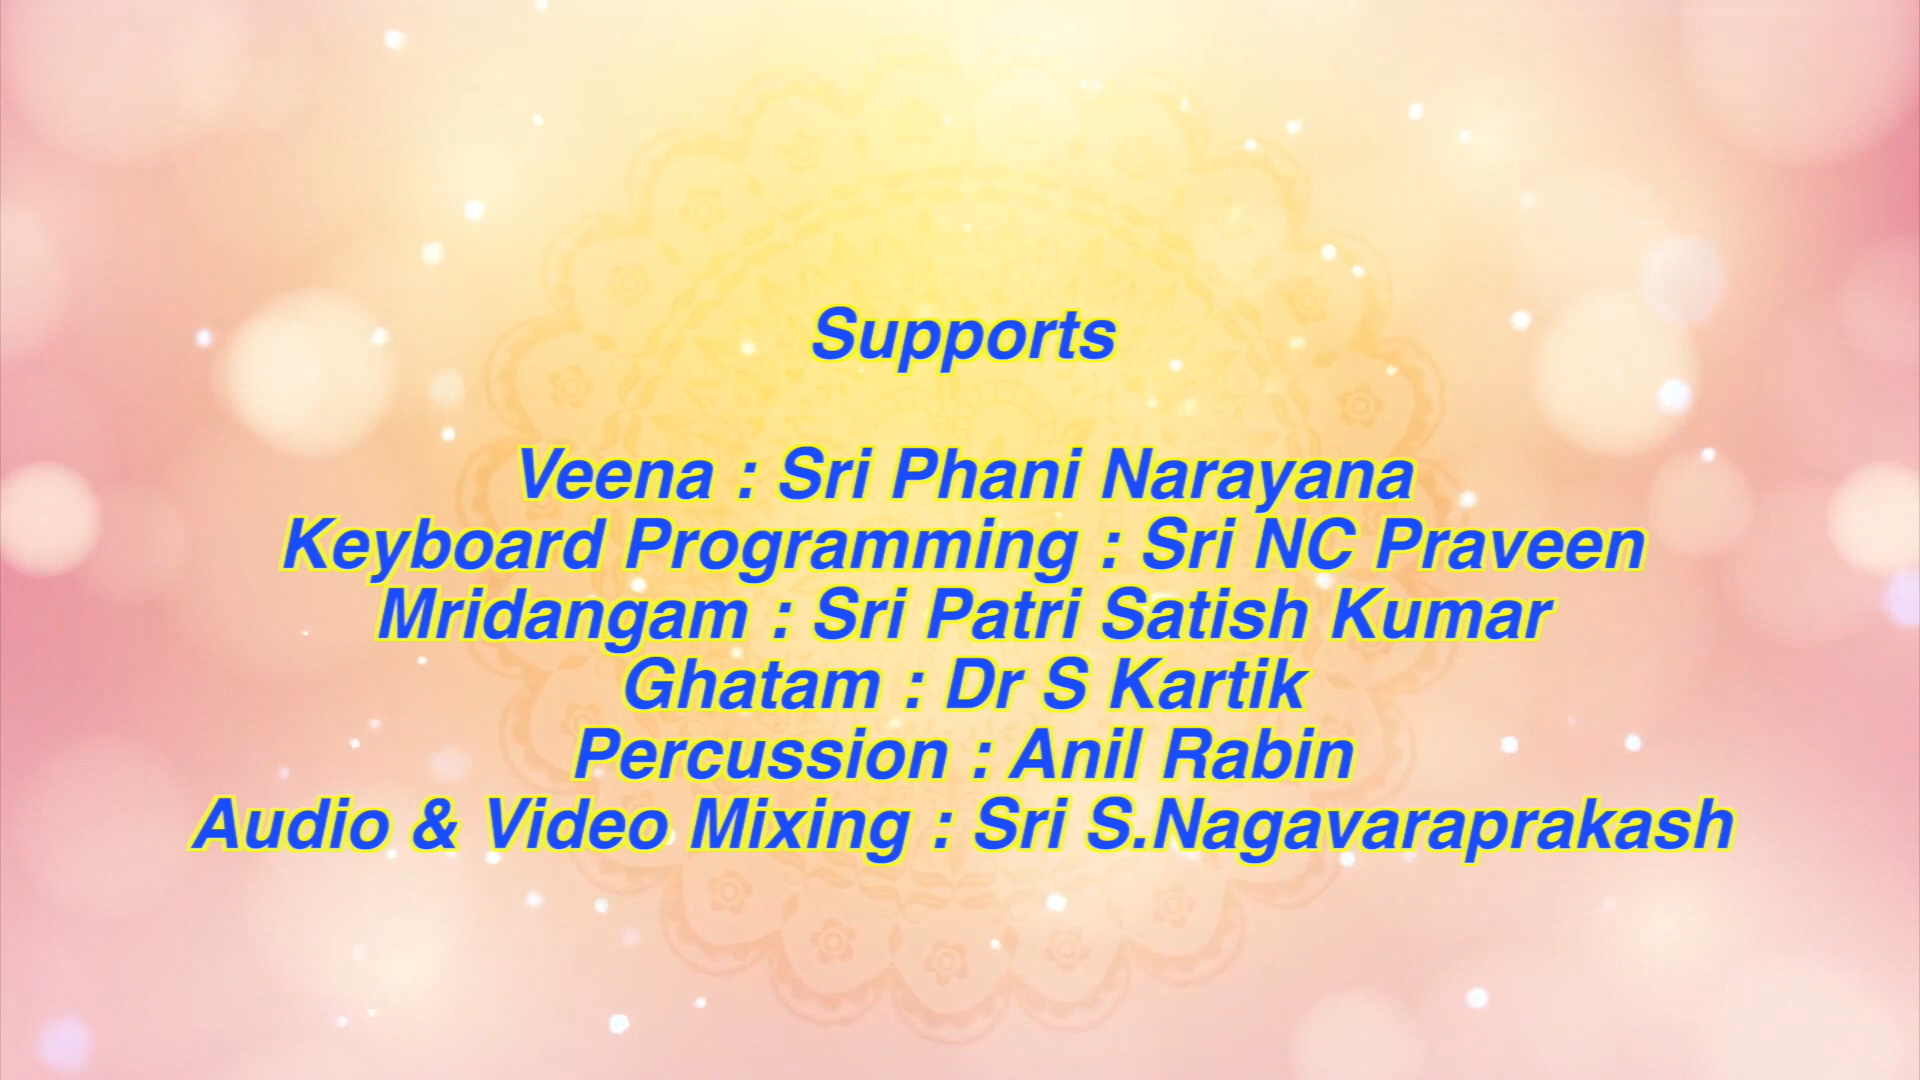 Supports
Veena : Sri Phani Narayana
Keyboard Programming : Sri NC Praveen
Mridangam : Sri Patri Satish Kumar
Ghatam : Dr S Kartik
Percussion : Anil Rabin
Audio & Video Mixing : Sri S.Nagavaraprakash